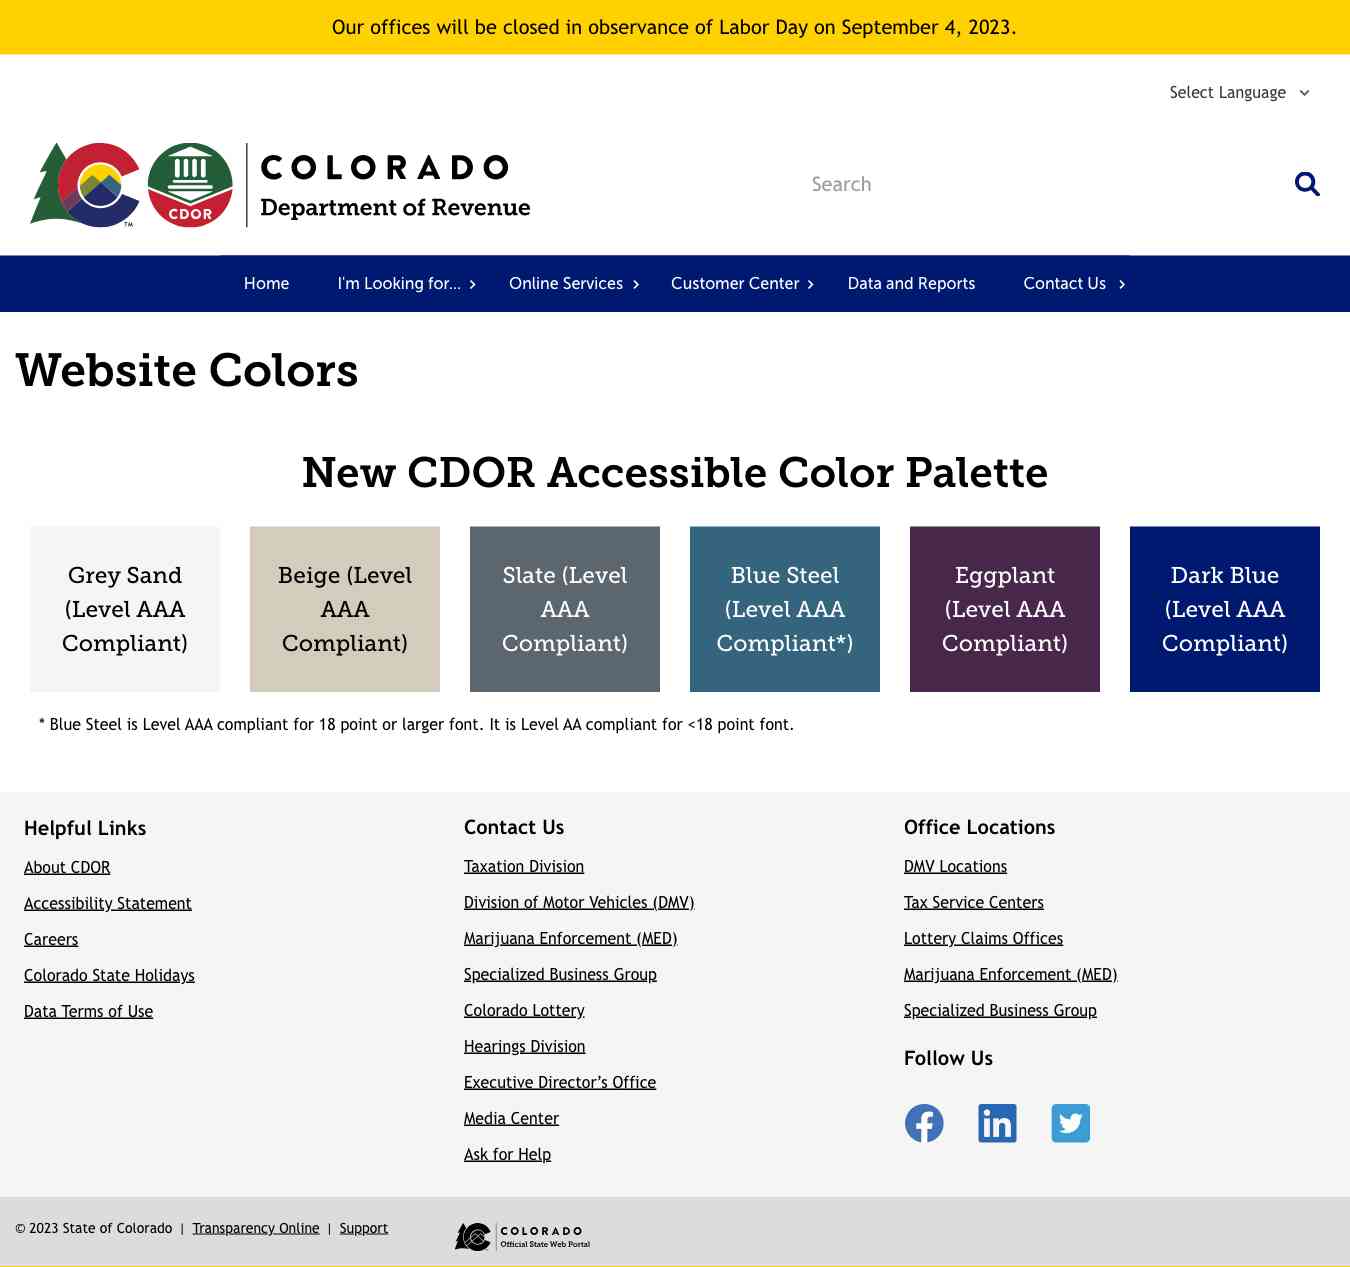 Our offices will be closed in observance of Labor Day on September 4, 2023.
Select Language
CDOR
TM
COLORADO
Department of Revenue
Search
Home I'm Looking for... Online Services Customer Center Data and Reports Contact Us
Website Colors
New CDOR Accessible Color Palette
Grey Sand
(Level AAA
Compliant)
Beige (Level
AAA
Compliant)
Slate (Level
AAA
Compliant)
Blue Steel
(Level AAA
Compliant*)
Eggplant
(Level AAA
Compliant)
Dark Blue
(Level AAA
Compliant)
* Blue Steel is Level AAA compliant for 18 point or larger font. It is Level AA compliant for <18 point font.
Helpful Links
About CDOR
Accessibility Statement
Careers
Colorado State Holidays
Data Terms of Use
Contact Us
Taxation Division
Division of Motor Vehicles (DMV)
Marijuana Enforcement (MED)
Specialized Business Group
Colorado Lottery
Hearings Division
Executive Director’s Office
Media Center
Ask for Help
Office Locations
DMV Locations
Tax Service Centers
Lottery Claims Offices
Marijuana Enforcement (MED)
Specialized Business Group
Follow Us
© 2023 State of Colorado | Transparency Online | Support
COLORADO
Official State Web Portal